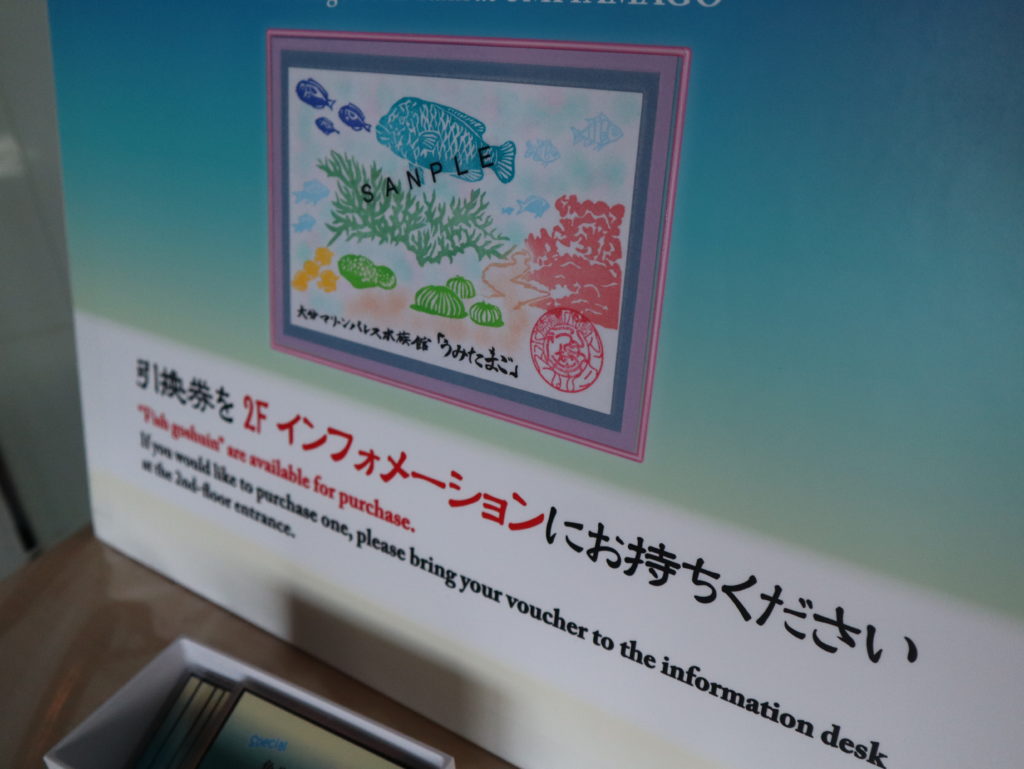 UMITAMAGO
SAMPLE
大分マリンパレス水族館「うみたまご」
引換券を 2F インフォメーションにお持ちください
"Fish goshuin" are available for purchase.
If you would like to purchase one, please bring your voucher to the information desk
at the 2nd-floor entrance.
Special